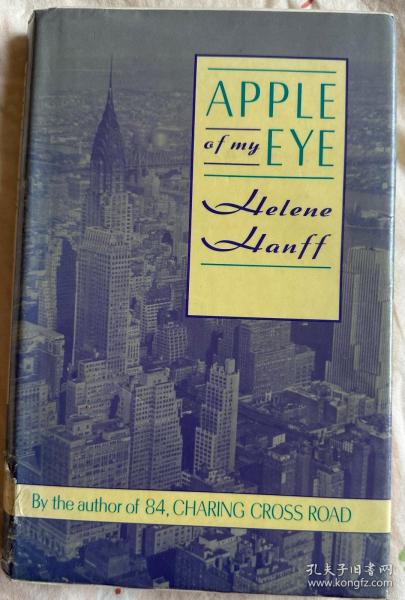 APPLE
of my EYE
Helene
Hanff
By the author of 84, CHARING CROSS ROAD
孔夫子旧书网
www.kongfz.com